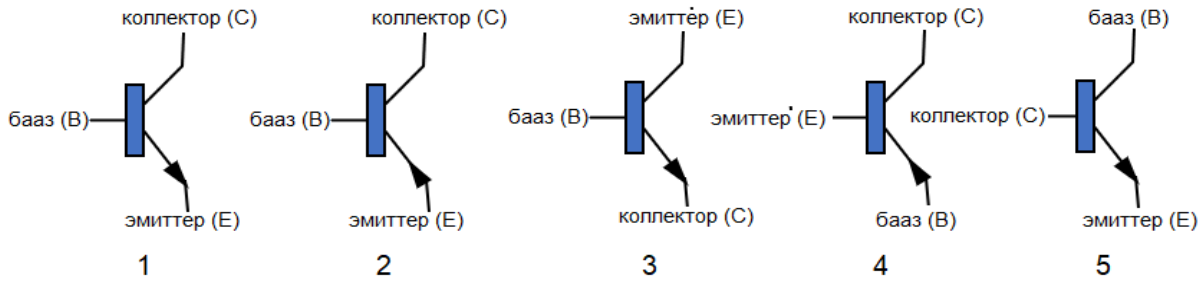 коллектор (C)
бааз (B)
эмиттер (E)
1
коллектор (C)
бааз (B)
эмиттер (E)
2
эмиттер (E)
бааз (B)
коллектор (C)
3
коллектор (C)
эмиттер (E)
бааз (B)
4
бааз (B)
коллектор (C)
эмиттер (E)
5